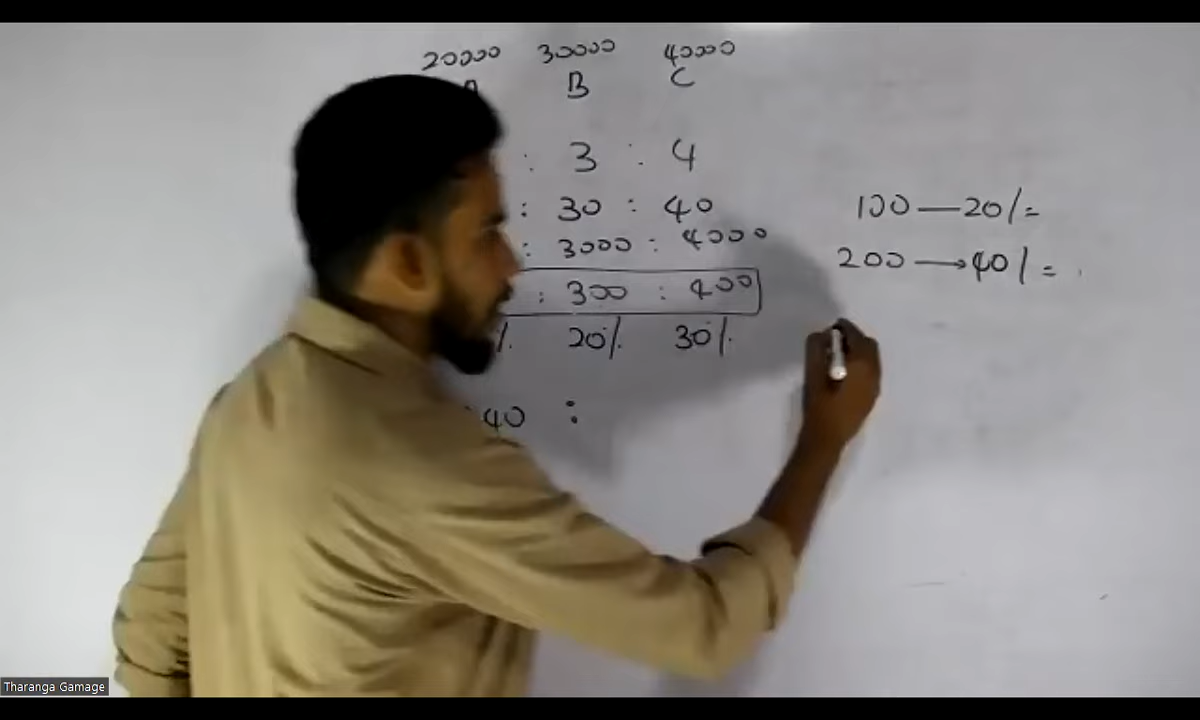 20000 30000 40000
B C
: 3 : 4
: 30 : 40
: 3000 : 4000
: 300 : 400
% 20% 30%
40 :
100 — 20/=
200 → 40/=
Tharanga Gamage